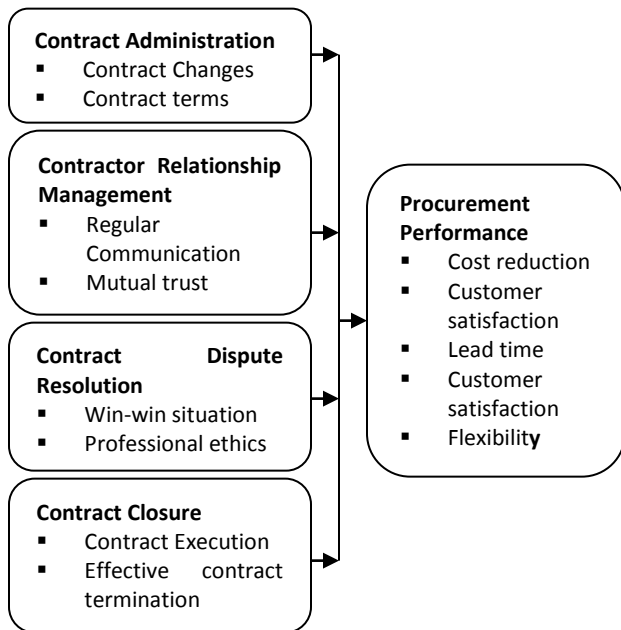 Contract Administration
▪ Contract Changes
▪ Contract terms
Contractor Relationship
Management
▪ Regular
Communication
▪ Mutual trust
Contract Dispute
Resolution
▪ Win-win situation
▪ Professional ethics
Contract Closure
▪ Contract Execution
▪ Effective contract
termination
Procurement
Performance
▪ Cost reduction
▪ Customer
satisfaction
▪ Lead time
▪ Customer
satisfaction
▪ Flexibility